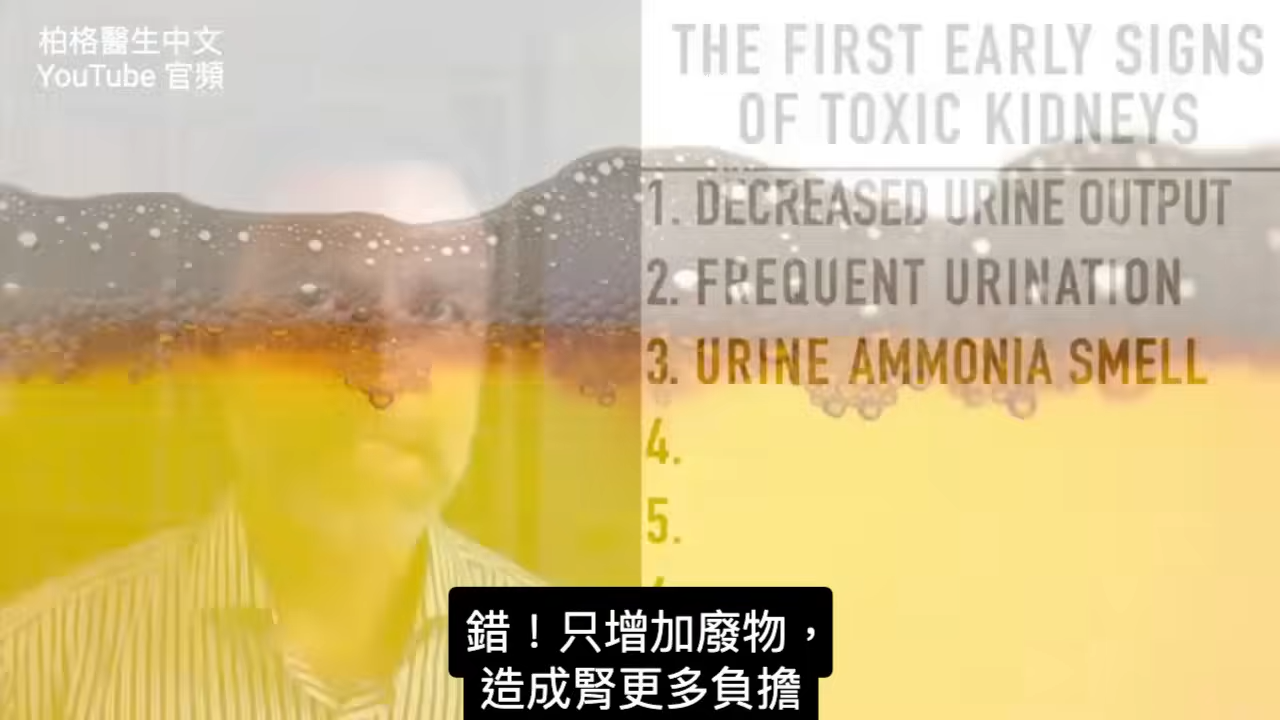 柏格醫生中文
YouTube 官頻
THE FIRST EARLY SIGNS
OF TOXIC KIDNEYS
1. DECREASED URINE OUTPUT
2. FREQUENT URINATION
3. URINE AMMONIA SMELL
4.
5.
錯！只增加廢物，
造成腎更多負擔